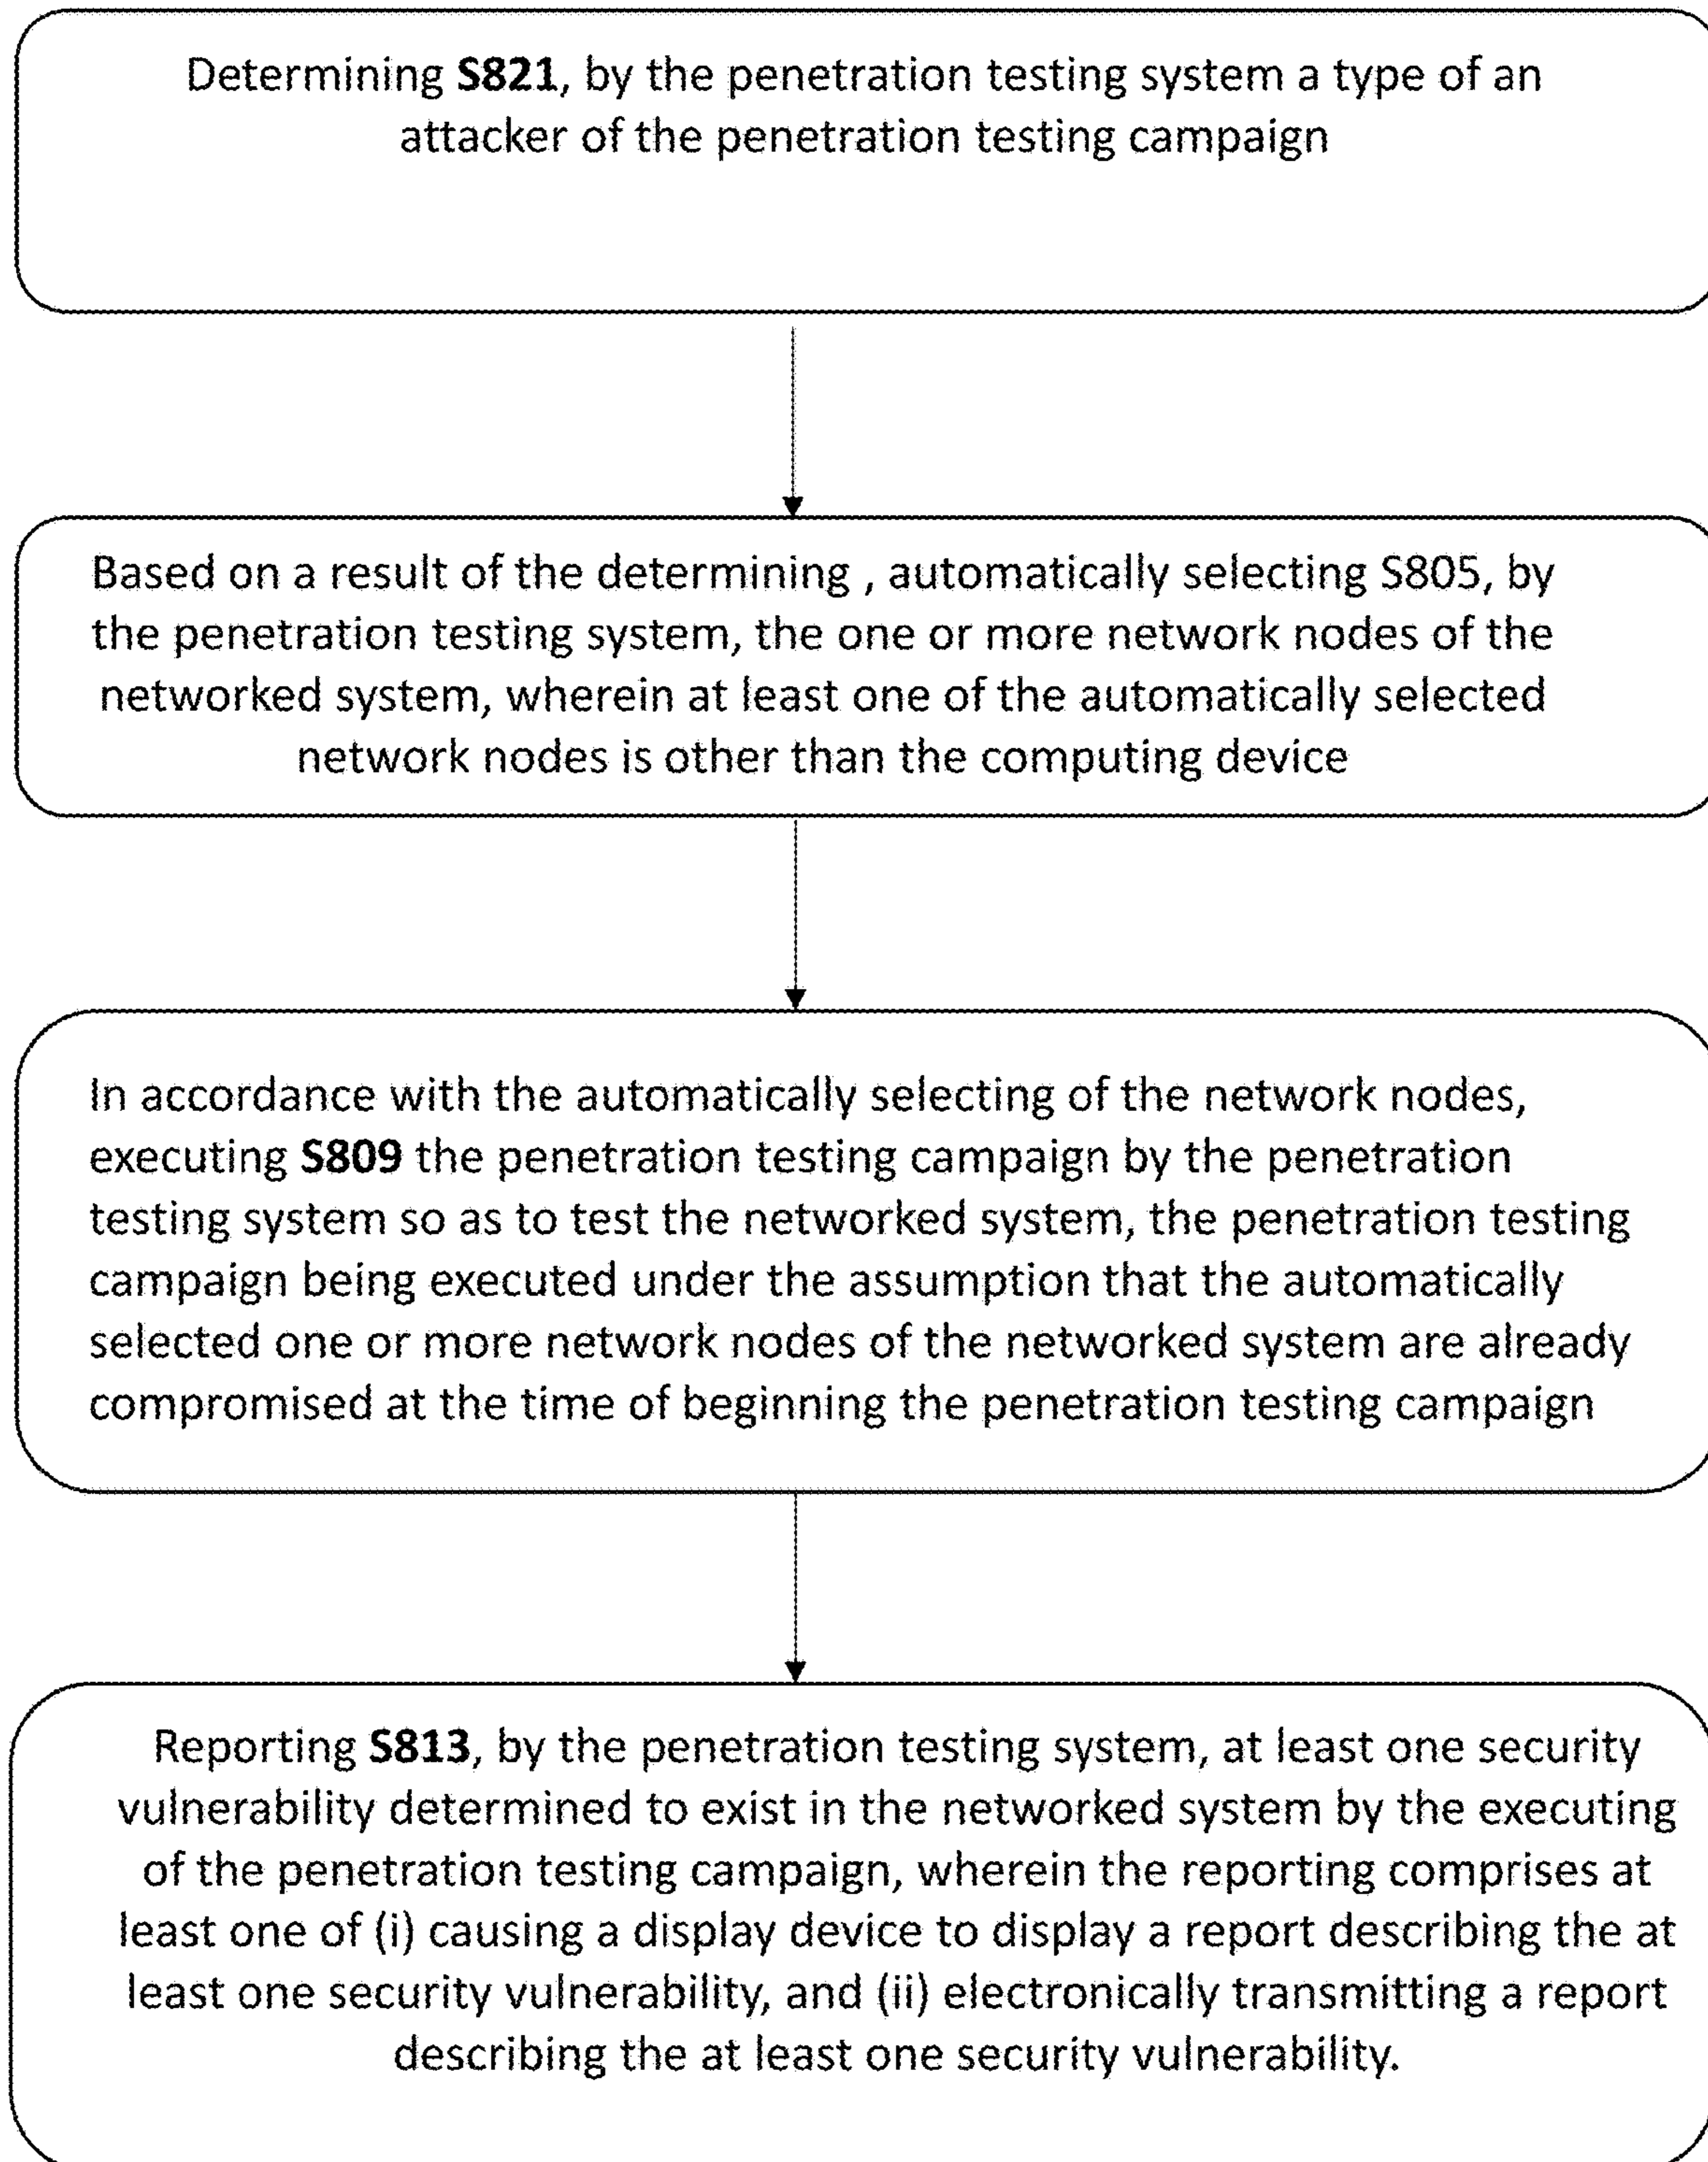 Determining S821, by the penetration testing system a type of an
attacker of the penetration testing campaign
Based on a result of the determining , automatically selecting S805, by
the penetration testing system, the one or more network nodes of the
networked system, wherein at least one of the automatically selected
network nodes is other than the computing device
In accordance with the automatically selecting of the network nodes,
executing S809 the penetration testing campaign by the penetration
testing system so as to test the networked system, the penetration testing
campaign being executed under the assumption that the automatically
selected one or more network nodes of the networked system are already
compromised at the time of beginning the penetration testing campaign
Reporting S813, by the penetration testing system, at least one security
vulnerability determined to exist in the networked system by the executing
of the penetration testing campaign, wherein the reporting comprises at
least one of (i) causing a display device to display a report describing the at
least one security vulnerability, and (ii) electronically transmitting a report
describing the at least one security vulnerability.